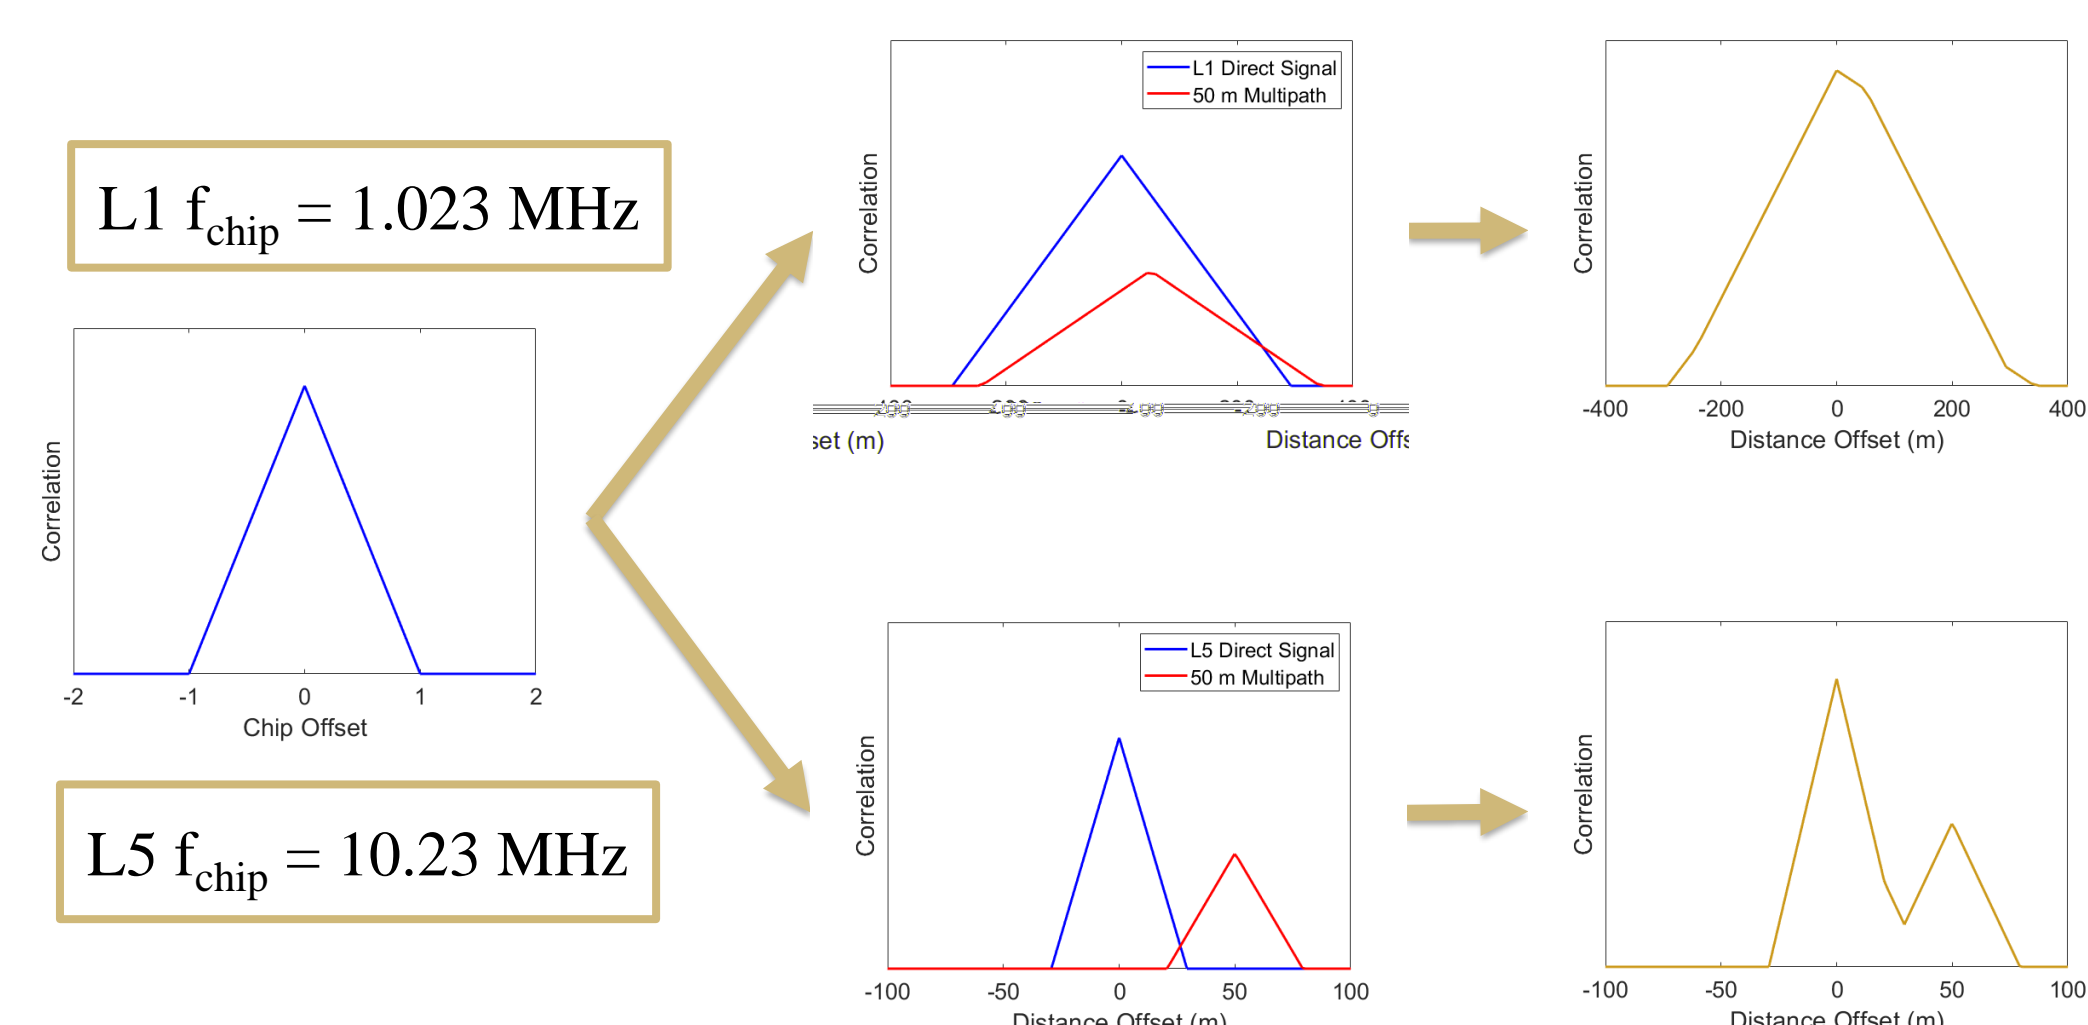 L1 f_chip = 1.023 MHz
Correlation
-2 -1 0 1 2
Chip Offset
L5 f_chip = 10.23 MHz
L1 Direct Signal
50 m Multipath
Correlation
set (m)
Distance Offs
Correlation
-400 -200 0 200 400
Distance Offset (m)
L5 Direct Signal
50 m Multipath
Correlation
-100 -50 0 50 100
Distance Offset (m)
Correlation
-100 -50 0 50 100
Distance Offset (m)